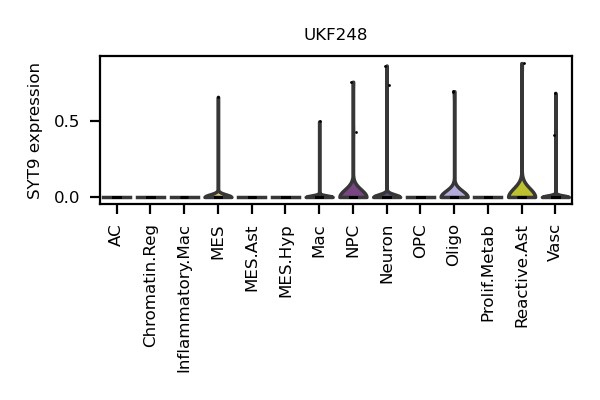 UKF248
SYT9 expression
0.5
0.0
AC
Chromatin.Reg
Inflammatory.Mac
MES
MES.Ast
MES.Hyp
Mac
NPC
Neuron
OPC
Oligo
Prolif.Metab
Reactive.Ast
Vasc